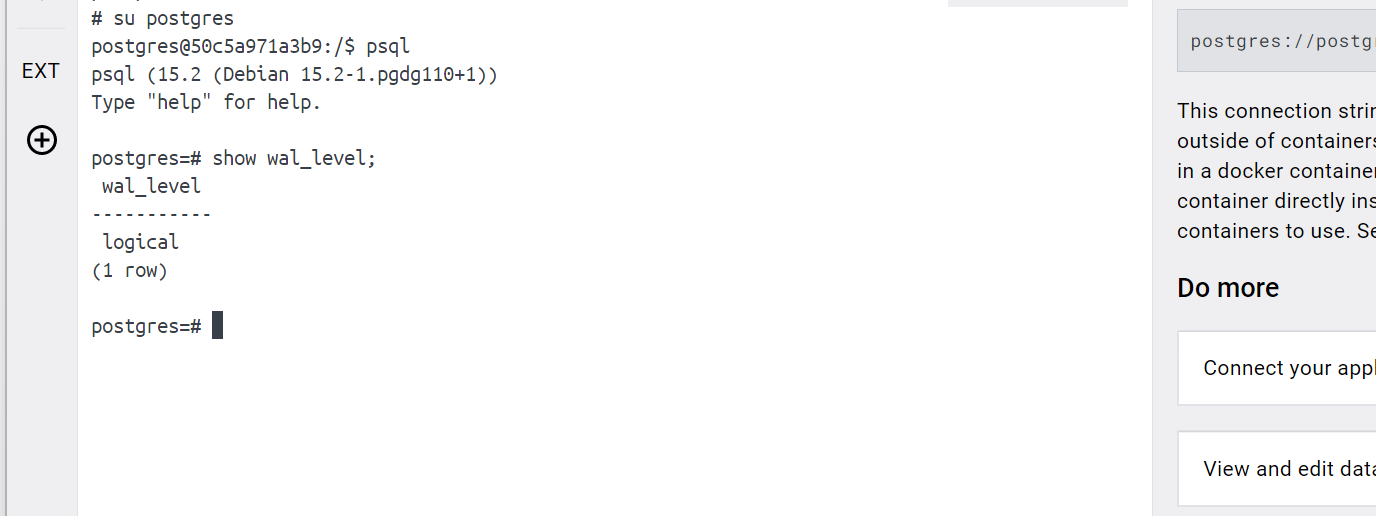 EXT
# su postgres
postgres@50c5a971a3b9:/$ psql
psql (15.2 (Debian 15.2-1.pgdg110+1))
Type "help" for help.
postgres=# show wal_level;
wal_level
-----------
logical
(1 row)
postgres=#
postgres://postg
This connection strin
outside of containers
in a docker container
container directly ins
containers to use. Se
Do more
Connect your appl
View and edit data